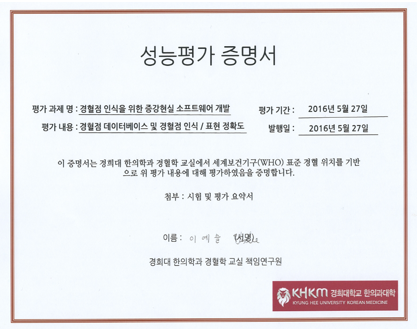 성능평가 증명서
평가 과제 명 : 경혈점 인식을 위한 증강현실 소프트웨어 개발
평가 기간 : 2016년 5월 27일
평가 내용 : 경혈점 데이터베이스 및 경혈점 인식 / 표현 정확도
발행일 : 2016년 5월 27일
이 증명서는 경희대 한의학과 경혈학 교실에서 세계보건기구(WHO) 표준 경혈 위치를 기반
으로 위 평가 내용에 대해 평가하였음을 증명합니다.
첨부 : 시험 및 평가 요약서
이름 : 이 예슬 (서명)
경희대 한의학과 경혈학 교실 책임연구원
KHKM 경희대학교 한의과대학
KYUNG HEE UNIVERSITY KOREAN MEDICINE